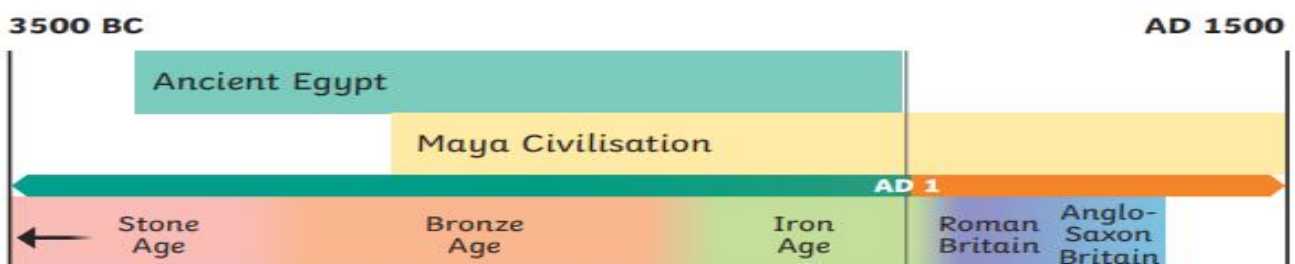 3500 BC
AD 1500
Ancient Egypt
Maya Civilisation
AD 1
Stone
Age
Bronze
Age
Iron
Age
Roman
Britain
Anglo-
Saxon
Britain